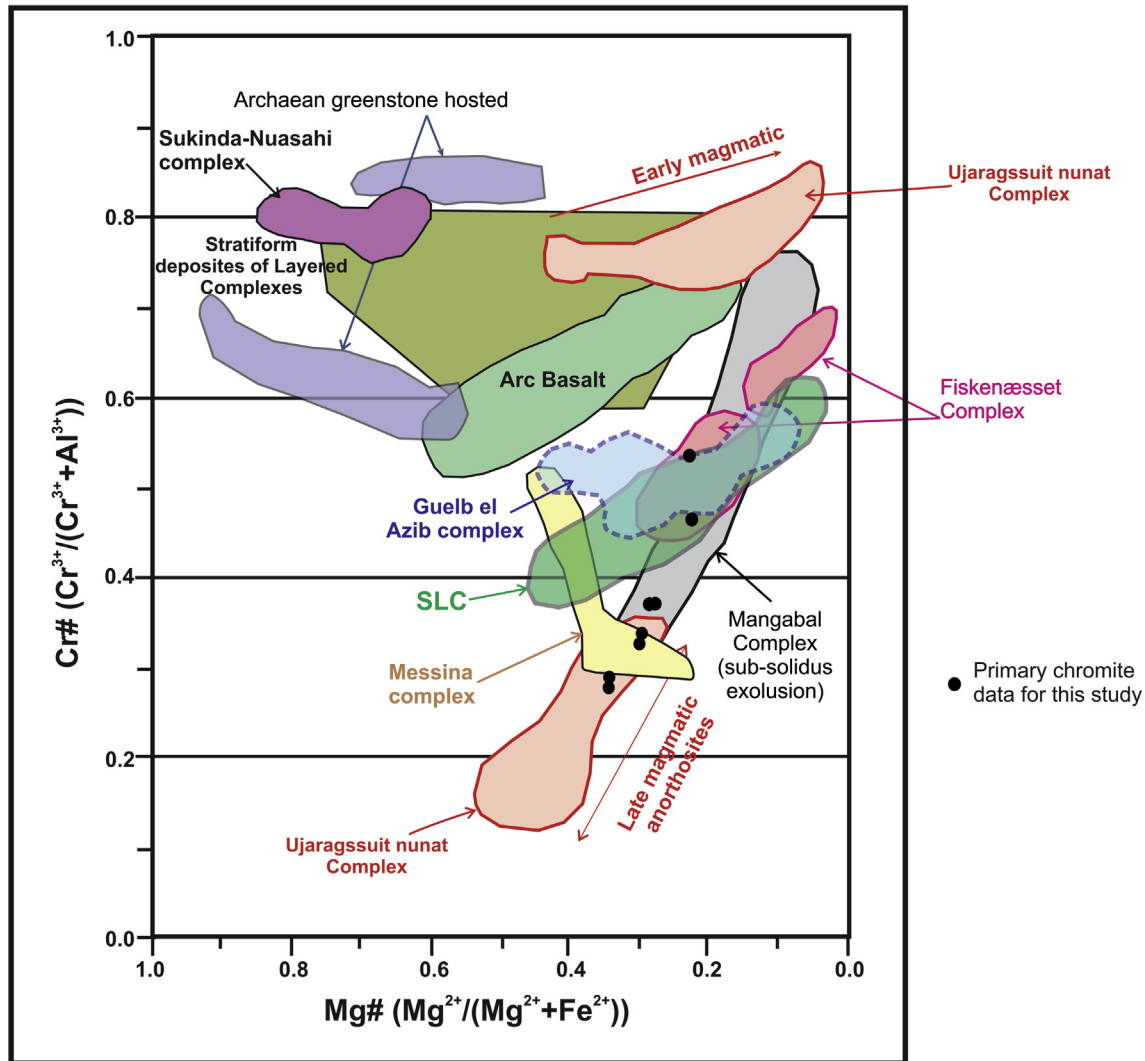 1.0
Archaean greenstone hosted
Sukinda-Nuasahi
complex
Early magmatic
Ujaragssuit nunat
Complex
0.8
Stratiform
deposites of Layered
Complexes
Arc Basalt
0.6
Fiskenæsset
Complex
Guelb el
Azib complex
0.4
SLC
Mangabal
Complex
(sub-solidus
exolusion)
Messina
complex
Primary chromite
data for this study
0.2
Late magmatic
anorthosites
Ujaragssuit nunat
Complex
0.0
1.0 0.8 0.6 0.4 0.2 0.0
Mg# (Mg²⁺/(Mg²⁺+Fe²⁺))
Cr# (Cr³⁺/(Cr³⁺+Al³⁺))